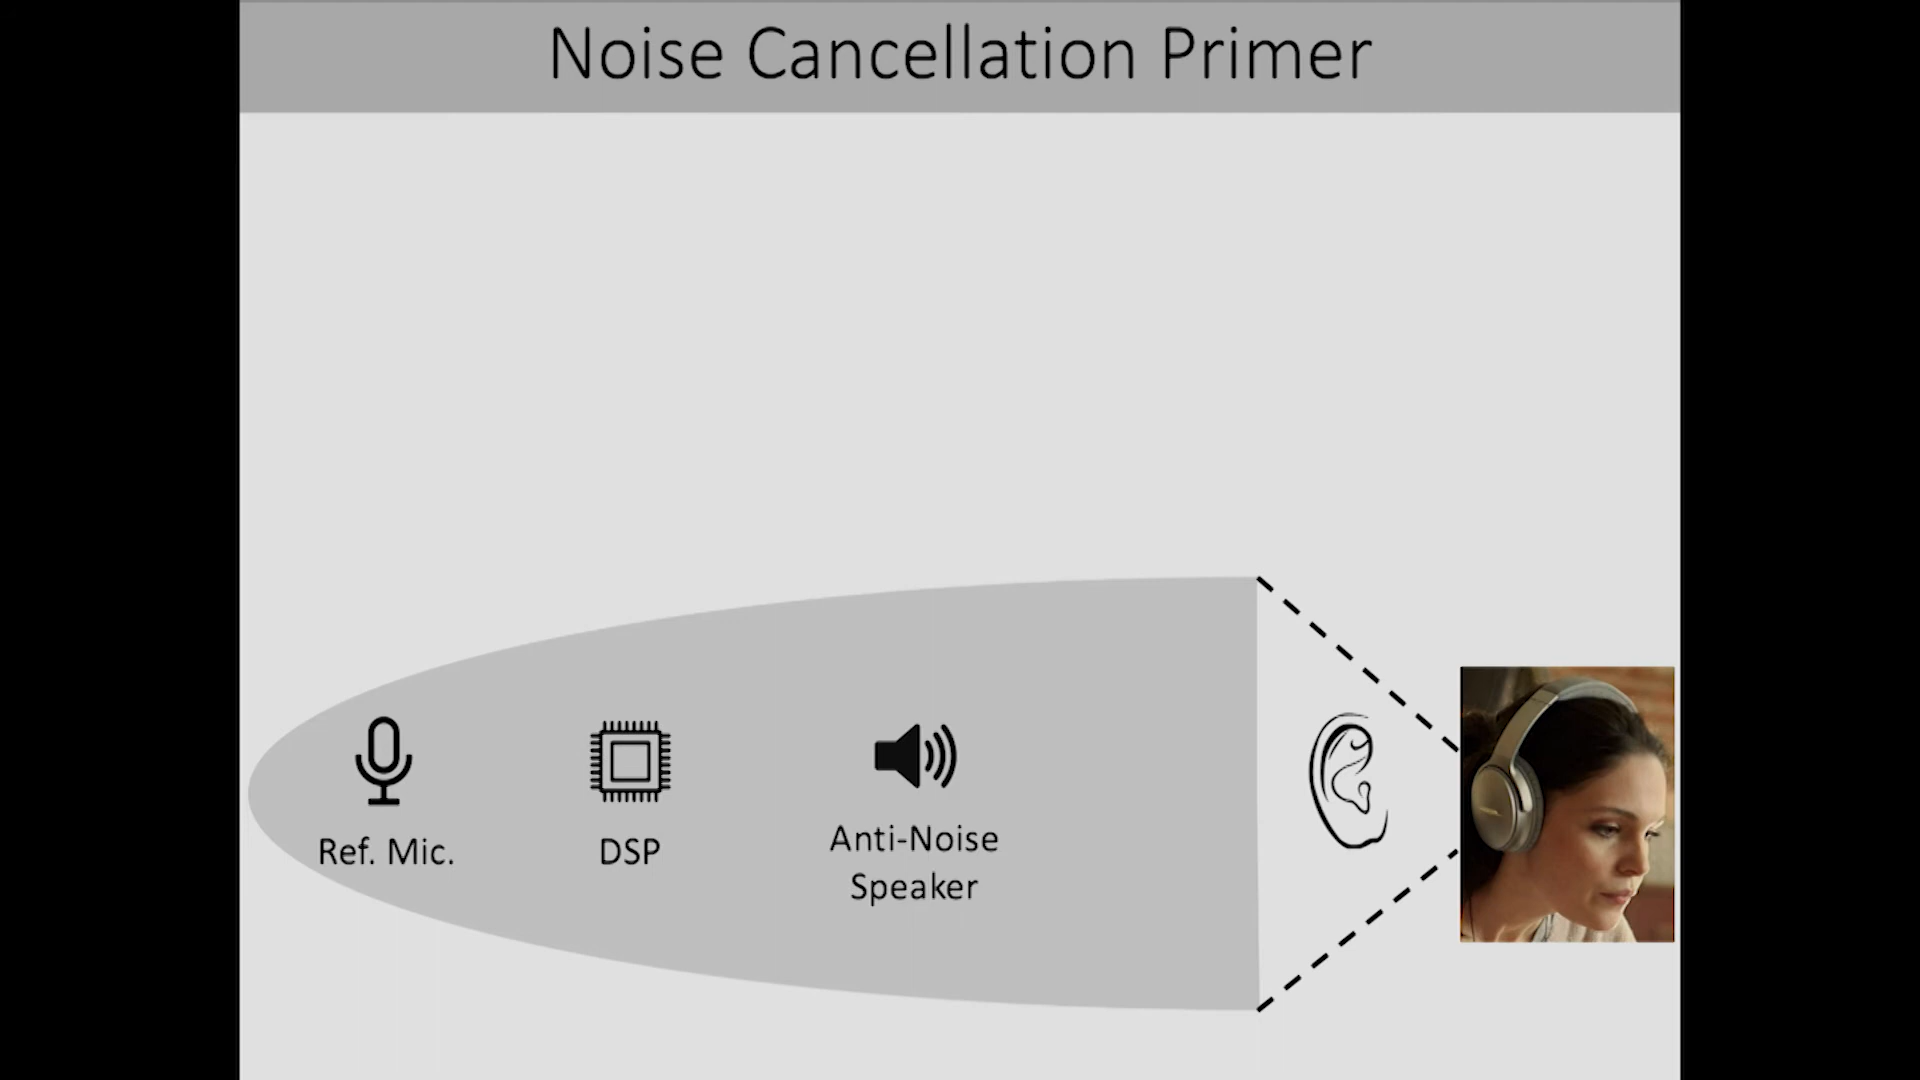 Noise Cancellation Primer
Ref. Mic.
DSP
Anti-Noise
Speaker